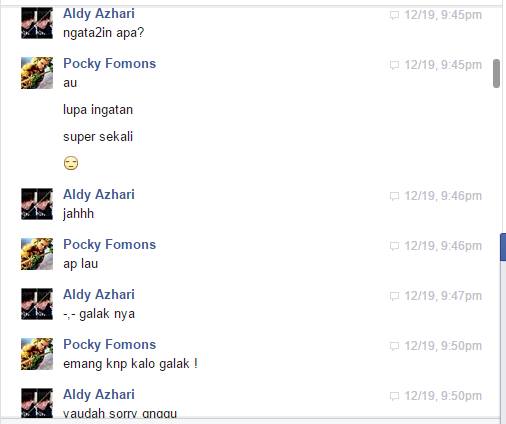 Aldy Azhari 12/19, 9:45pm
ngata2in apa?
Pocky Fomons 12/19, 9:45pm
au
lupa ingatan
super sekali
Aldy Azhari 12/19, 9:46pm
jahhh
Pocky Fomons 12/19, 9:46pm
ap lau
Aldy Azhari 12/19, 9:47pm
-,- galak nya
Pocky Fomons 12/19, 9:50pm
emang knp kalo galak !
Aldy Azhari 12/19, 9:50pm
yaudah sorry gnggu